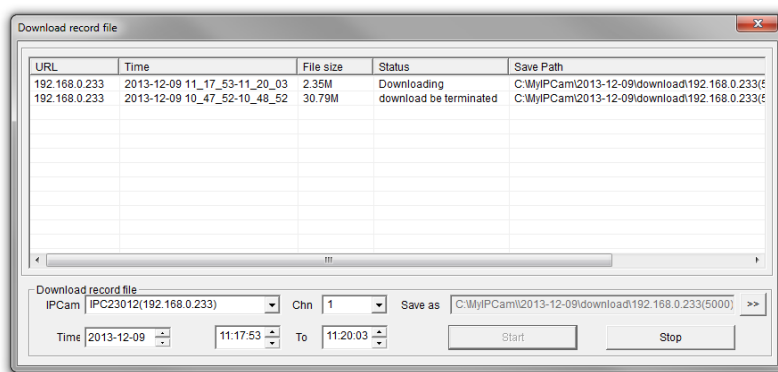 Download record file
URL Time File size Status Save Path
192.168.0.233 2013-12-09 11_17_53-11_20_03 2.35M Downloading C:\MyIPCam\2013-12-09\download\192.168.0.233(5
192.168.0.233 2013-12-09 10_47_52-10_48_52 30.79M download be terminated C:\MyIPCam\2013-12-09\download\192.168.0.233(5
Download record file
IPCam IPC23012(192.168.0.233) Chn 1 Save as C:\MyIPCam\\2013-12-09\download\192.168.0.233(5000) >>
Time 2013-12-09 11:17:53 To 11:20:03 Start Stop